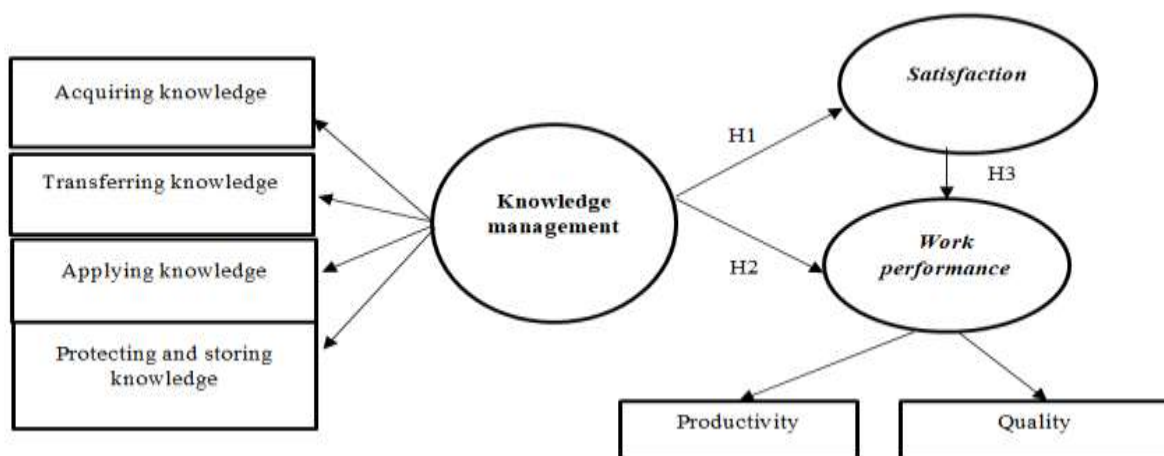 Acquiring knowledge
Transferring knowledge
Applying knowledge
Protecting and storing
knowledge
Knowledge
management
H1
H2
Satisfaction
H3
Work
performance
Productivity
Quality